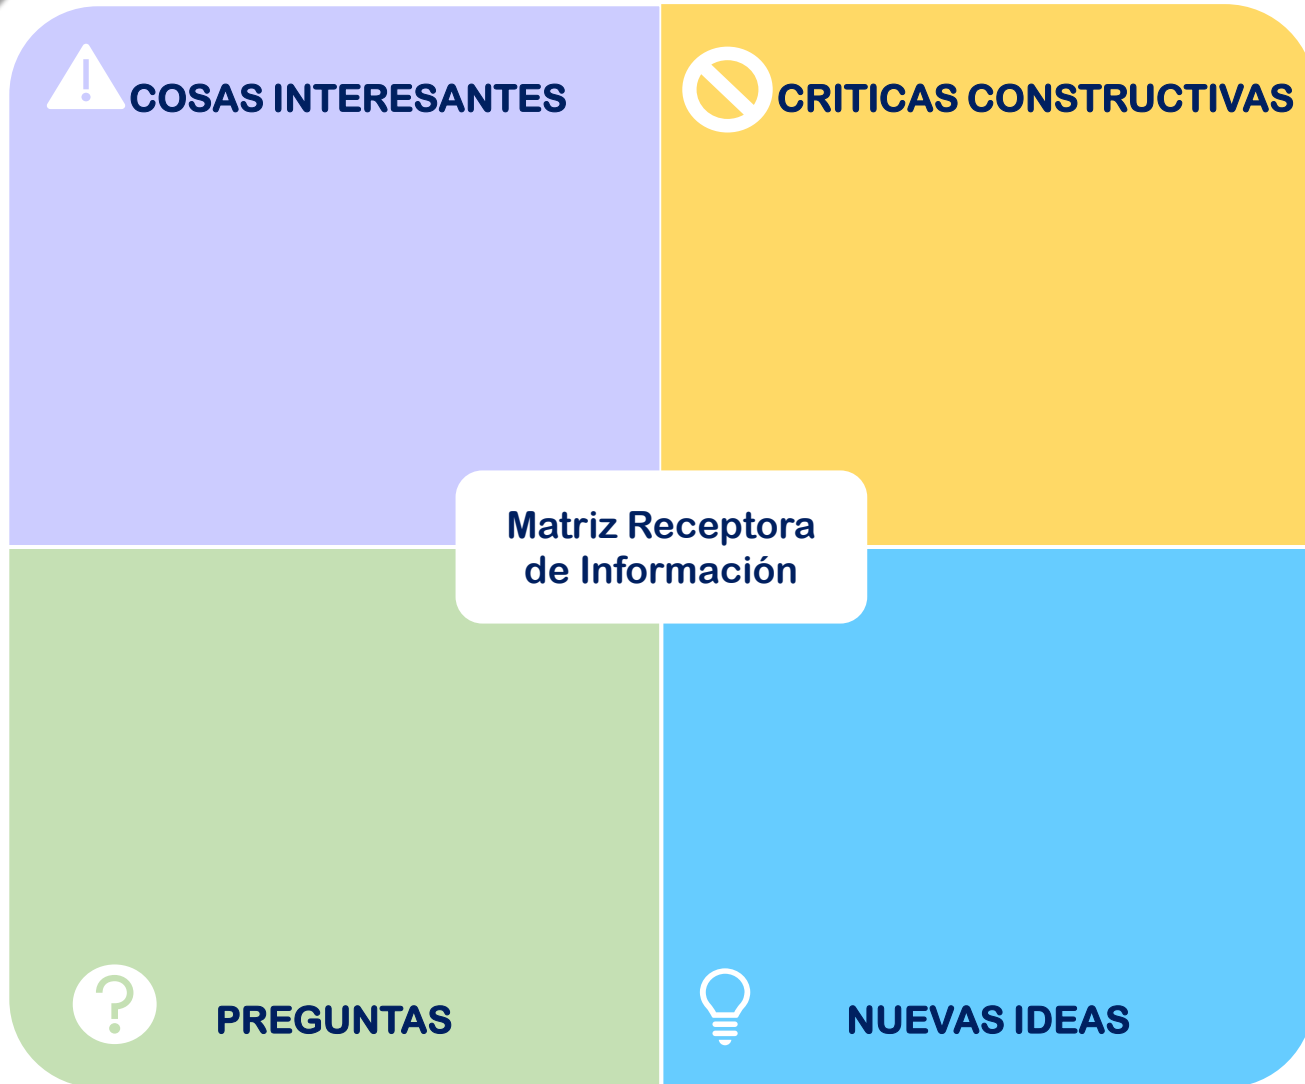 COSAS INTERESANTES
CRITICAS CONSTRUCTIVAS
Matriz Receptora
de Información
PREGUNTAS
NUEVAS IDEAS